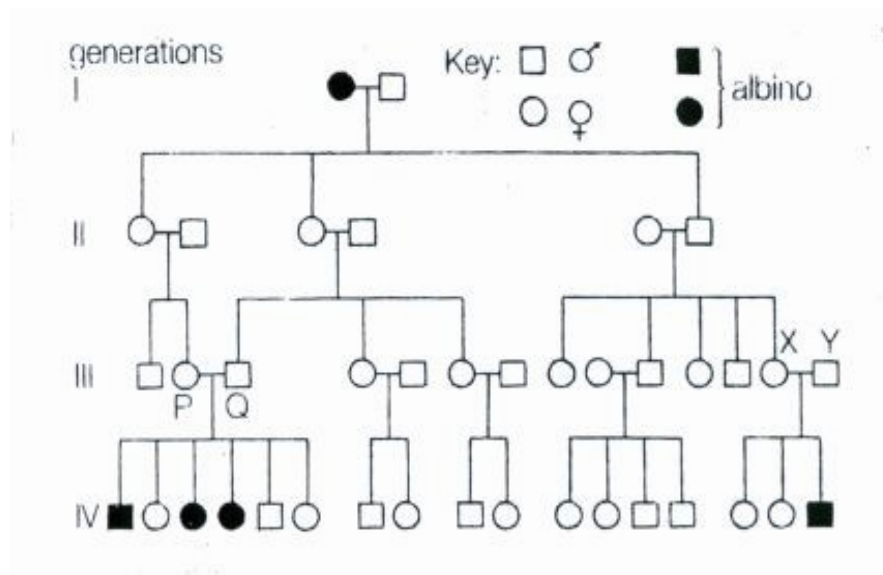 generations
I
Key: ♂ albino
♀
II
X Y
III
P Q
IV